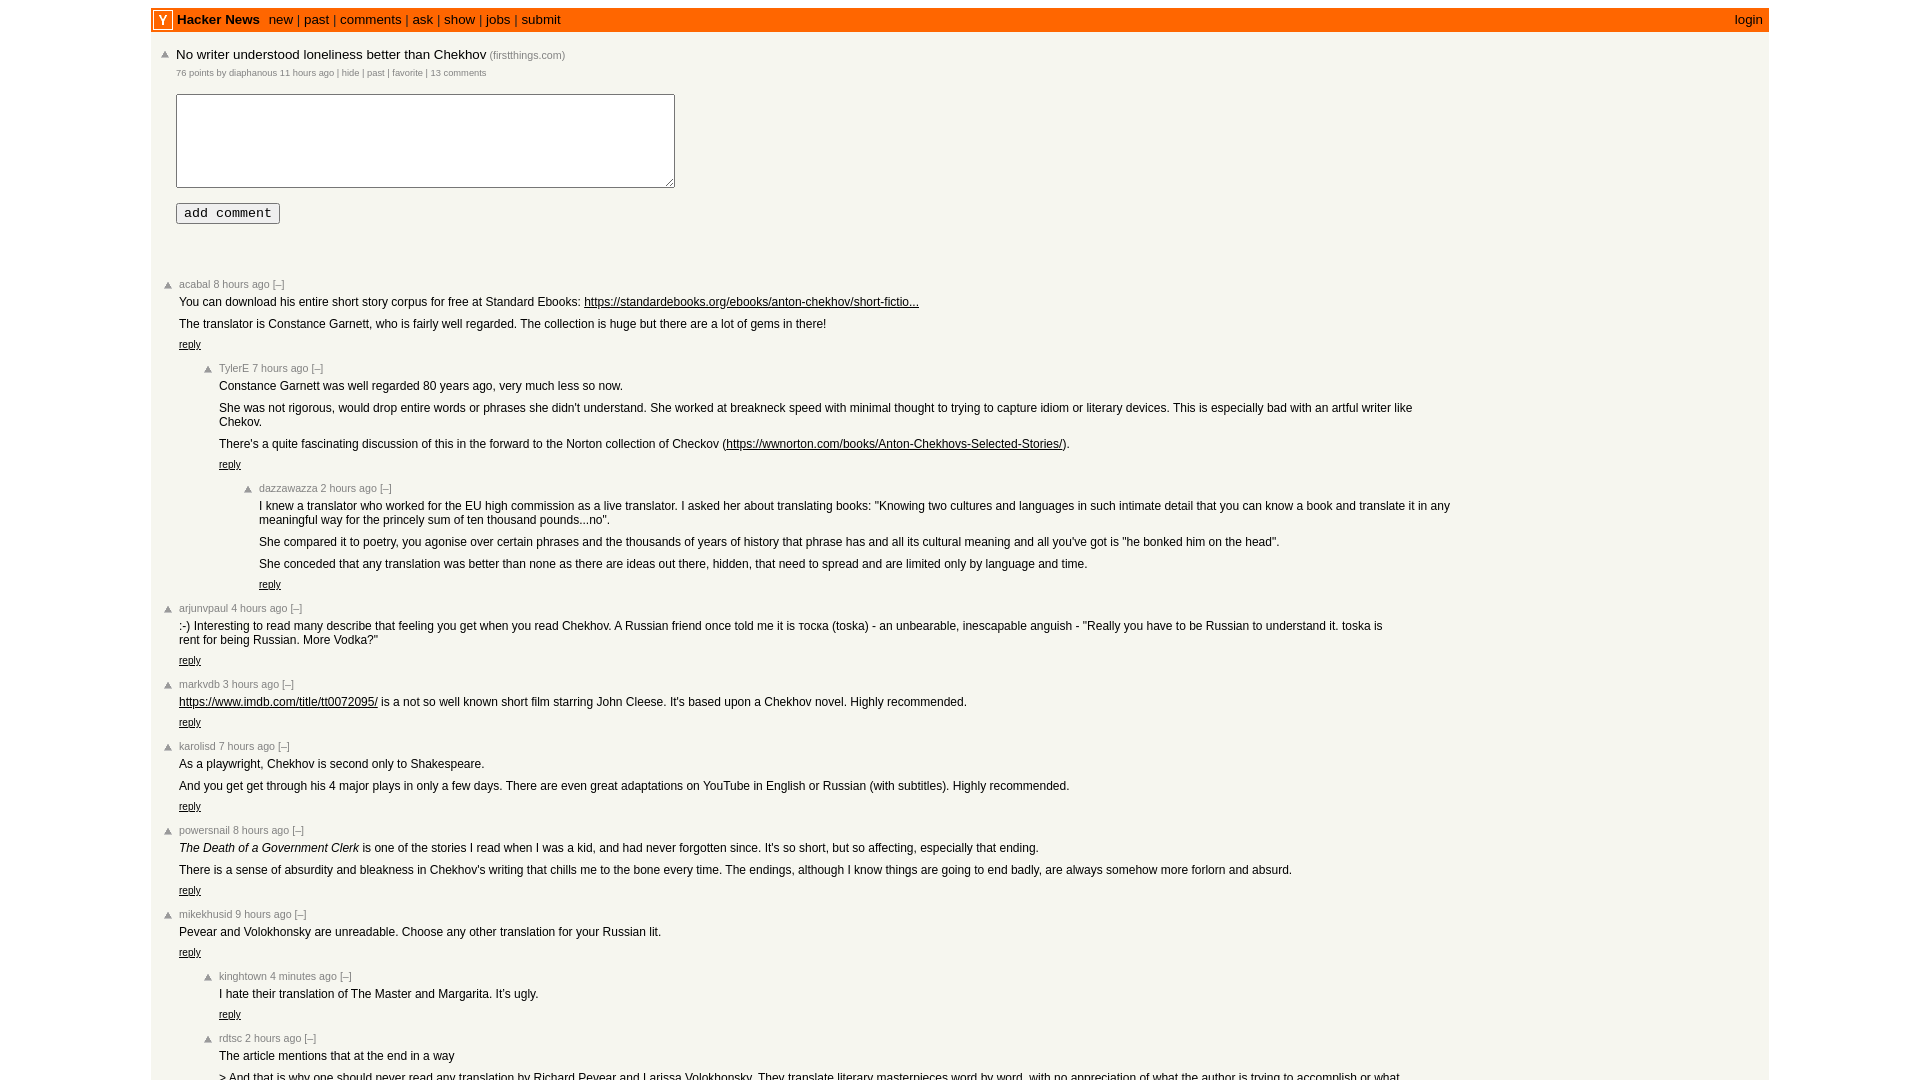 Y Hacker News new | past | comments | ask | show | jobs | submit login
No writer understood loneliness better than Chekhov (firstthings.com)
76 points by diaphanous 11 hours ago | hide | past | favorite | 13 comments
add comment
acabal 8 hours ago [–]
You can download his entire short story corpus for free at Standard Ebooks: https://standardebooks.org/ebooks/anton-chekhov/short-fictio...
The translator is Constance Garnett, who is fairly well regarded. The collection is huge but there are a lot of gems in there!
reply
TylerE 7 hours ago [–]
Constance Garnett was well regarded 80 years ago, very much less so now.
She was not rigorous, would drop entire words or phrases she didn't understand. She worked at breakneck speed with minimal thought to trying to capture idiom or literary devices. This is especially bad with an artful writer like
Chekov.
There's a quite fascinating discussion of this in the forward to the Norton collection of Checkov (https://wwnorton.com/books/Anton-Chekhovs-Selected-Stories/).
reply
dazzawazza 2 hours ago [–]
I knew a translator who worked for the EU high commission as a live translator. I asked her about translating books: "Knowing two cultures and languages in such intimate detail that you can know a book and translate it in any
meaningful way for the princely sum of ten thousand pounds...no".
She compared it to poetry, you agonise over certain phrases and the thousands of years of history that phrase has and all its cultural meaning and all you've got is "he bonked him on the head".
She conceded that any translation was better than none as there are ideas out there, hidden, that need to spread and are limited only by language and time.
reply
arjunvpaul 4 hours ago [–]
:-) Interesting to read many describe that feeling you get when you read Chekhov. A Russian friend once told me it is тоска (toska) - an unbearable, inescapable anguish - "Really you have to be Russian to understand it. toska is
rent for being Russian. More Vodka?"
reply
markvdb 3 hours ago [–]
https://www.imdb.com/title/tt0072095/ is a not so well known short film starring John Cleese. It's based upon a Chekhov novel. Highly recommended.
reply
karolisd 7 hours ago [–]
As a playwright, Chekhov is second only to Shakespeare.
And you get get through his 4 major plays in only a few days. There are even great adaptations on YouTube in English or Russian (with subtitles). Highly recommended.
reply
powersnail 8 hours ago [–]
The Death of a Government Clerk is one of the stories I read when I was a kid, and had never forgotten since. It's so short, but so affecting, especially that ending.
There is a sense of absurdity and bleakness in Chekhov's writing that chills me to the bone every time. The endings, although I know things are going to end badly, are always somehow more forlorn and absurd.
reply
mikekhusid 9 hours ago [–]
Pevear and Volokhonsky are unreadable. Choose any other translation for your Russian lit.
reply
kinghtown 4 minutes ago [–]
I hate their translation of The Master and Margarita. It’s ugly.
reply
rdtsc 2 hours ago [–]
The article mentions that at the end in a way
> And that is why one should never read any translation by Richard Pevear and Larissa Volokhonsky. They translate literary masterpieces word by word, with no appreciation of what the author is trying to accomplish or what